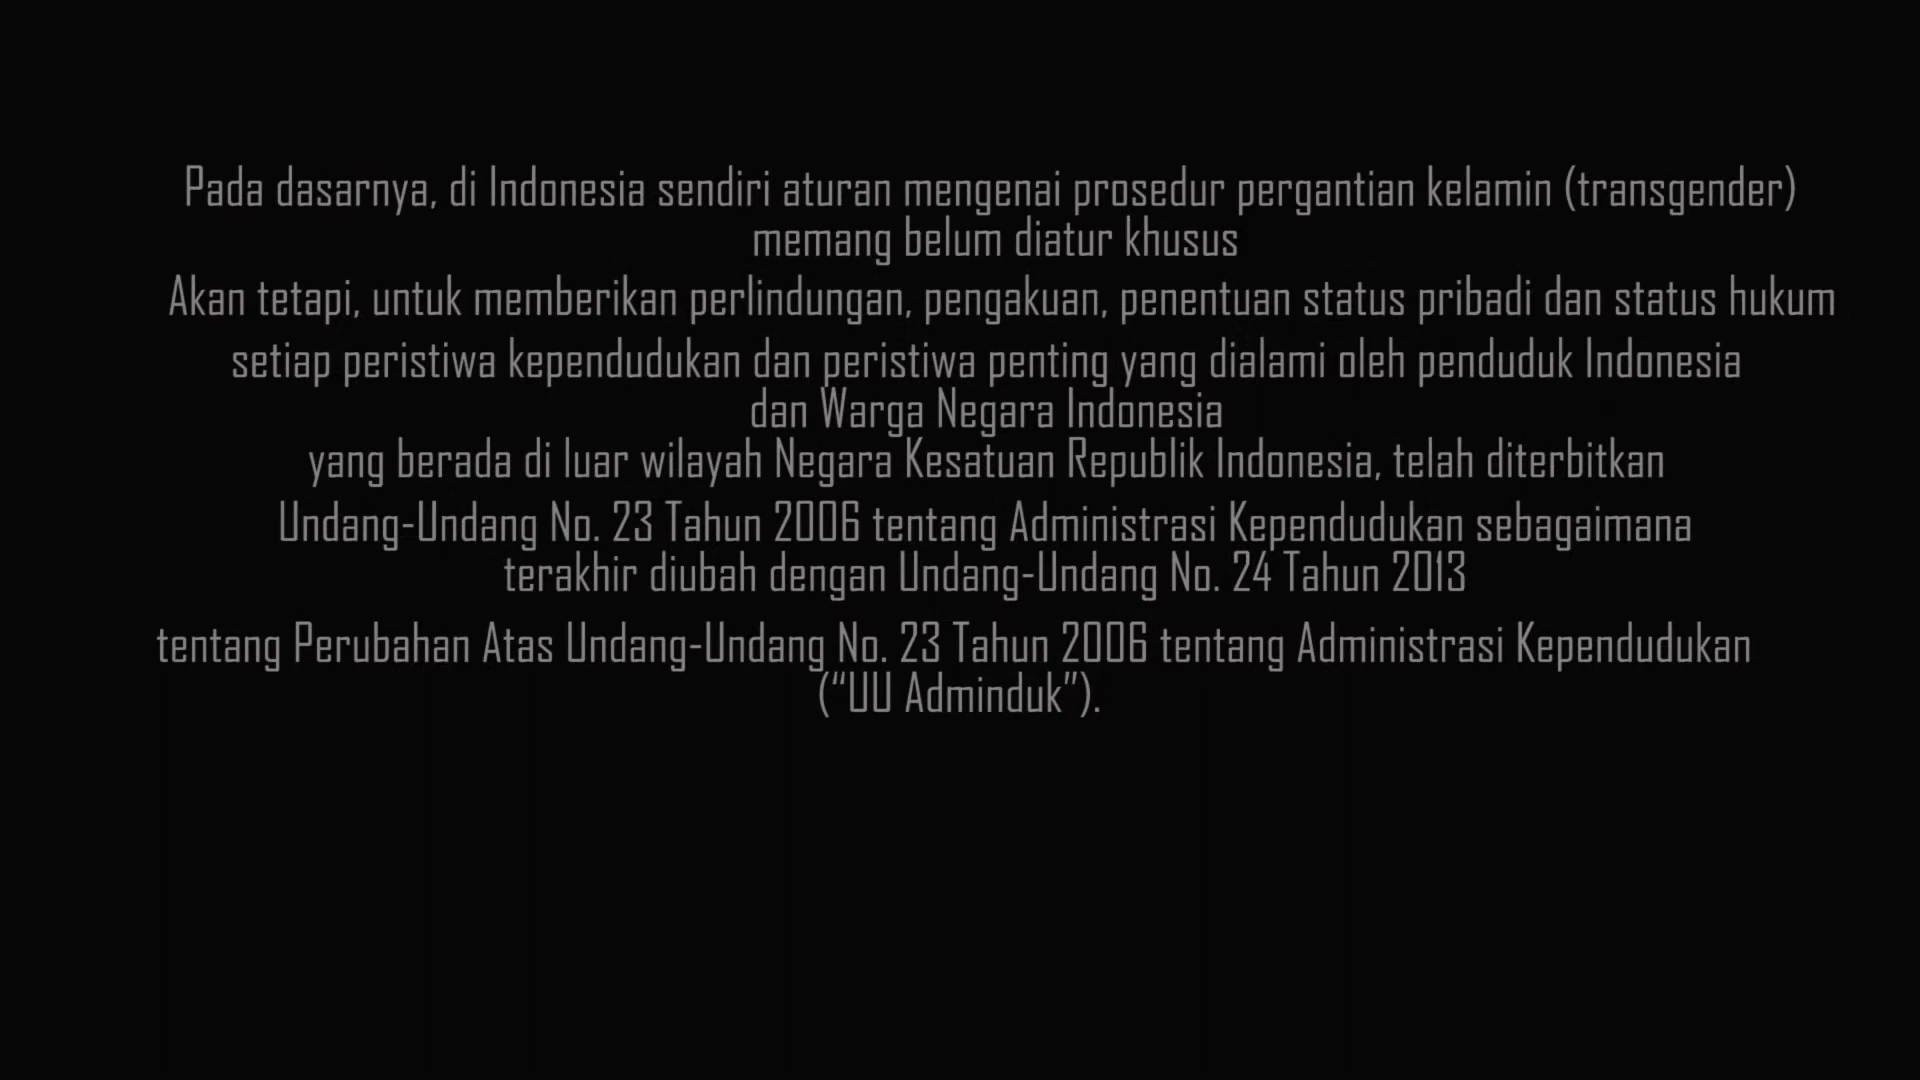 Pada dasarnya, di Indonesia sendiri aturan mengenai prosedur pergantian kelamin (transgender)
memang belum diatur khusus
Akan tetapi, untuk memberikan perlindungan, pengakuan, penentuan status pribadi dan status hukum
setiap peristiwa kependudukan dan peristiwa penting yang dialami oleh penduduk Indonesia
dan Warga Negara Indonesia
yang berada di luar wilayah Negara Kesatuan Republik Indonesia, telah diterbitkan
Undang-Undang No. 23 Tahun 2006 tentang Administrasi Kependudukan sebagaimana
terakhir diubah dengan Undang-Undang No. 24 Tahun 2013
tentang Perubahan Atas Undang-Undang No. 23 Tahun 2006 tentang Administrasi Kependudukan
(“UU Adminduk”).